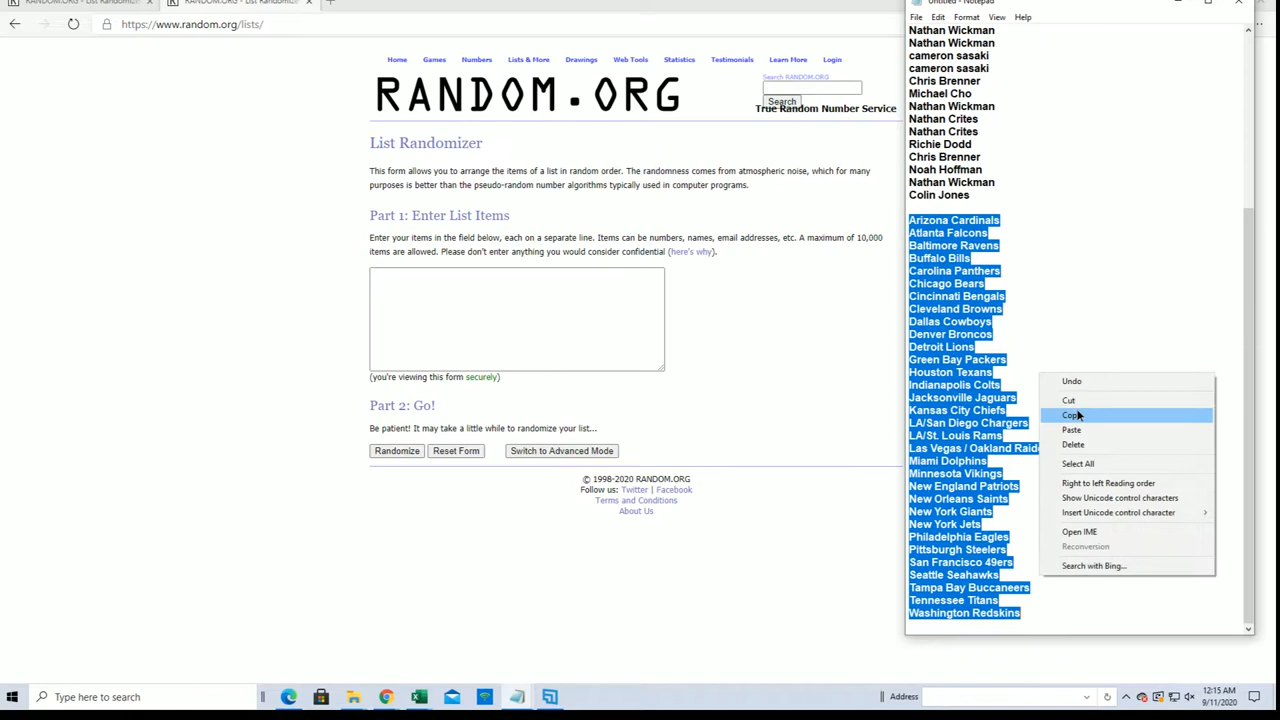 RANDOM.ORG - List Randomizer
Untitled - Notepad
https://www.random.org/lists/
File Edit Format View Help
Home Games Numbers Lists & More Drawings Web Tools Statistics Testimonials Learn More Login
RANDOM.ORG
Search RANDOM.ORG
Search
True Random Number Service
List Randomizer
This form allows you to arrange the items of a list in random order. The randomness comes from atmospheric noise, which for many
purposes is better than the pseudo-random number algorithms typically used in computer programs.
Part 1: Enter List Items
Enter your items in the field below, each on a separate line. Items can be numbers, names, email addresses, etc. A maximum of 10,000
items are allowed. Please don't enter anything you would consider confidential (here's why).
(you're viewing this form securely)
Part 2: Go!
Be patient! It may take a little while to randomize your list...
Randomize Reset Form Switch to Advanced Mode
© 1998-2020 RANDOM.ORG
Follow us: Twitter | Facebook
Terms and Conditions
About Us
Nathan Wickman
Nathan Wickman
cameron sasaki
cameron sasaki
Chris Brenner
Michael Cho
Nathan Wickman
Nathan Crites
Nathan Crites
Richie Dodd
Chris Brenner
Noah Hoffman
Nathan Wickman
Colin Jones
Arizona Cardinals
Atlanta Falcons
Baltimore Ravens
Buffalo Bills
Carolina Panthers
Chicago Bears
Cincinnati Bengals
Cleveland Browns
Dallas Cowboys
Denver Broncos
Detroit Lions
Green Bay Packers
Houston Texans
Indianapolis Colts
Jacksonville Jaguars
Kansas City Chiefs
LA/San Diego Chargers
LA/St. Louis Rams
Las Vegas / Oakland Raide
Miami Dolphins
Minnesota Vikings
New England Patriots
New Orleans Saints
New York Giants
New York Jets
Philadelphia Eagles
Pittsburgh Steelers
San Francisco 49ers
Seattle Seahawks
Tampa Bay Buccaneers
Tennessee Titans
Washington Redskins
Undo
Cut
Copy
Paste
Delete
Select All
Right to left Reading order
Show Unicode control characters
Insert Unicode control character
Open IME
Reconversion
Search with Bing...
Type here to search
Address
12:15 AM
9/11/2020